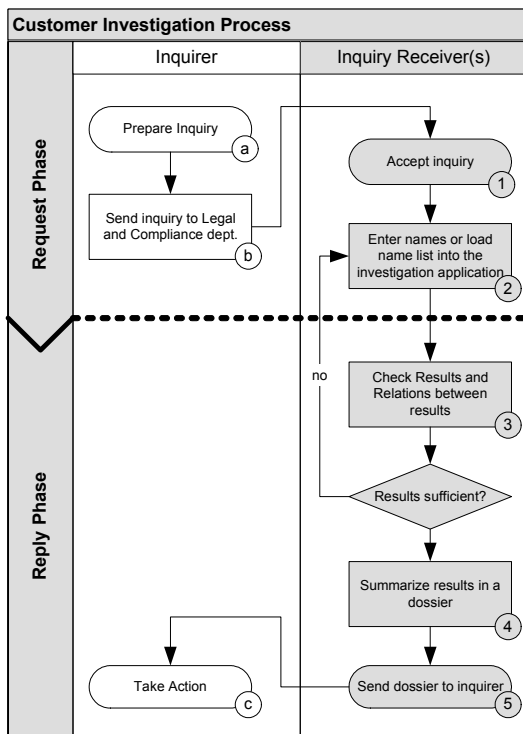 Customer Investigation Process
Inquirer
Inquiry Receiver(s)
Request Phase
Prepare Inquiry
a
Send inquiry to Legal
and Compliance dept.
b
Accept inquiry
1
Enter names or load
name list into the
investigation application
2
Reply Phase
no
Check Results and
Relations between
results
3
Results sufficient?
Summarize results in a
dossier
4
Send dossier to inquirer
5
Take Action
c